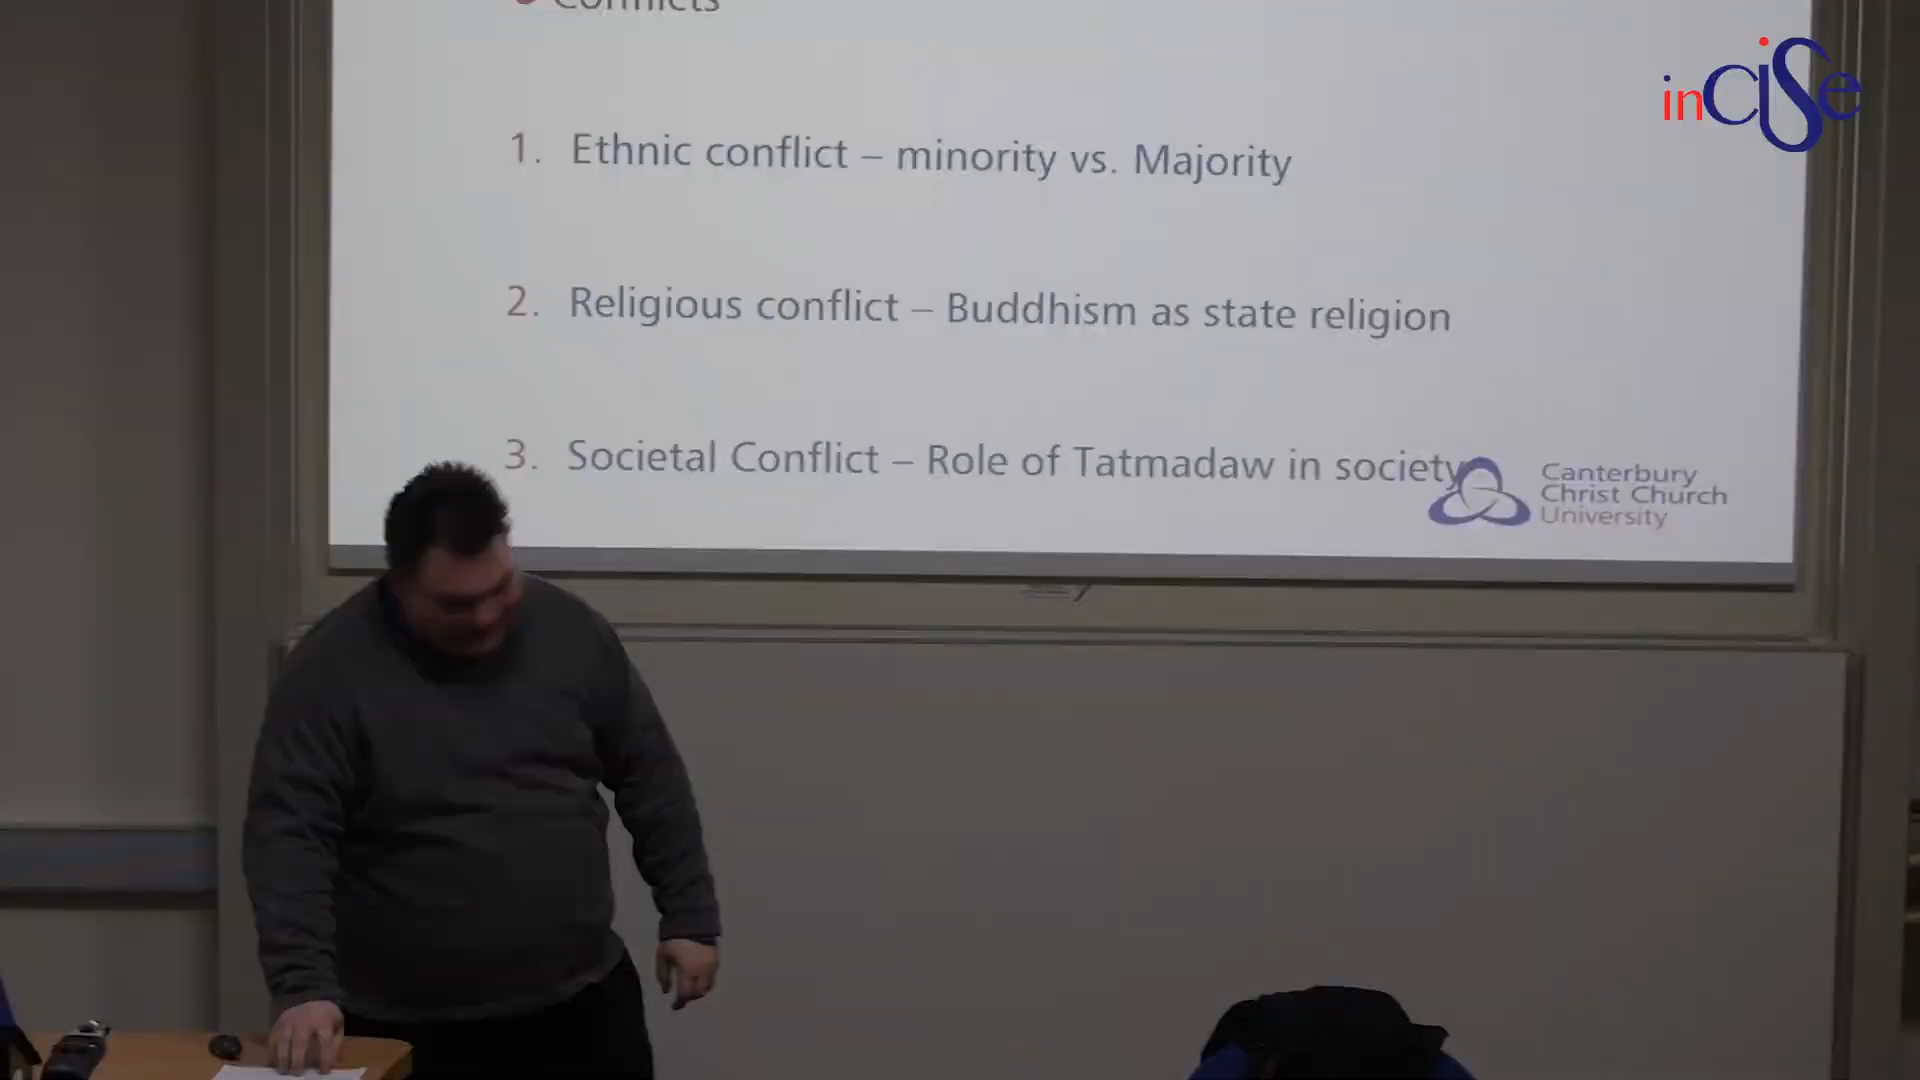 Conflicts
inCISe
1. Ethnic conflict – minority vs. Majority
2. Religious conflict – Buddhism as state religion
3. Societal Conflict – Role of Tatmadaw in society
Canterbury
Christ Church
University